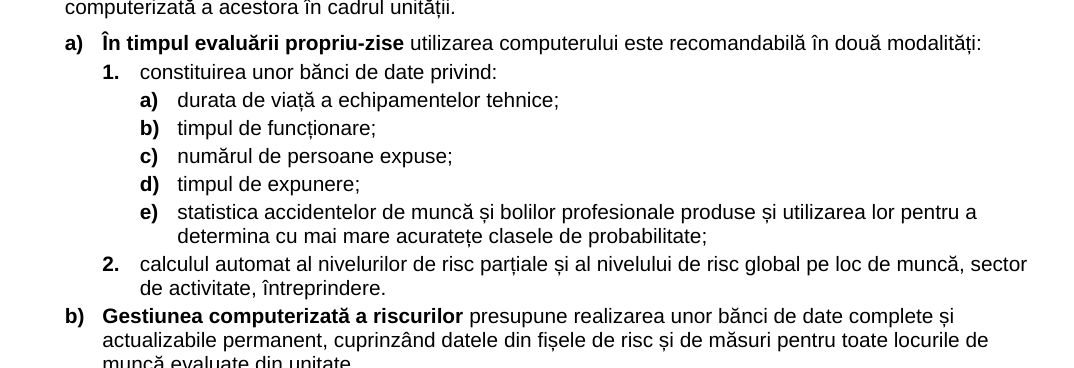 computerizată a acestora în cadrul unității.
a) În timpul evaluării propriu-zise utilizarea computerului este recomandabilă în două modalități:
1. constituirea unor bănci de date privind:
a) durata de viață a echipamentelor tehnice;
b) timpul de funcționare;
c) numărul de persoane expuse;
d) timpul de expunere;
e) statistica accidentelor de muncă și bolilor profesionale produse și utilizarea lor pentru a
determina cu mai mare acuratețe clasele de probabilitate;
2. calculul automat al nivelurilor de risc parțiale și al nivelului de risc global pe loc de muncă, sector
de activitate, întreprindere.
b) Gestiunea computerizată a riscurilor presupune realizarea unor bănci de date complete și
actualizabile permanent, cuprinzând datele din fișele de risc și de măsuri pentru toate locurile de
muncă evaluate din unitate.